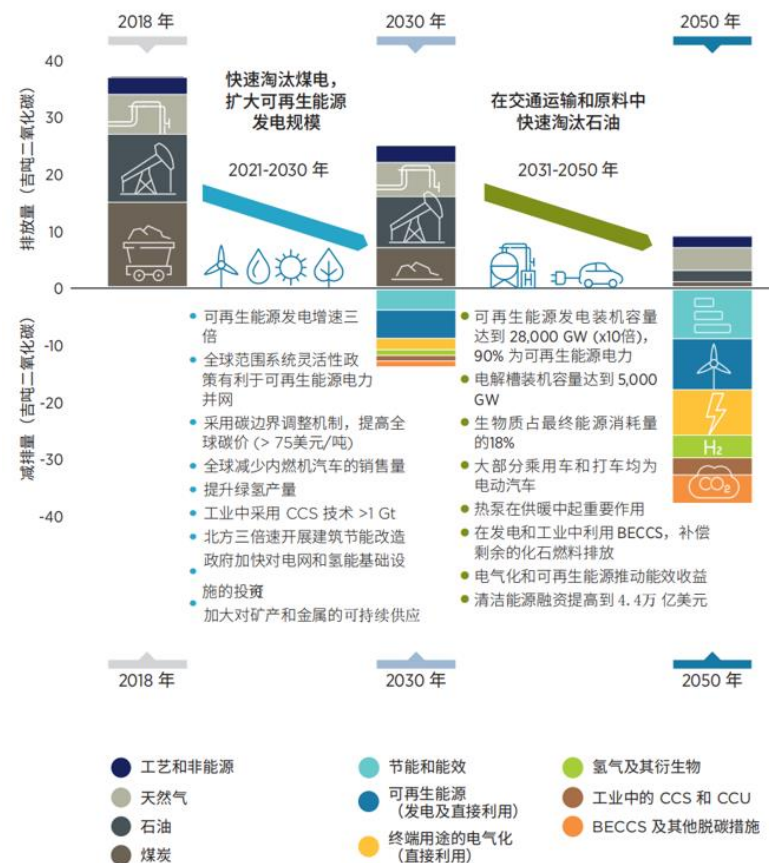 2018 年
2030 年
2050 年
40
30
20
10
0
-10
-20
-30
-40
排放量（吉吨二氧化碳）
减排量（吉吨二氧化碳）
快速淘汰煤电，
扩大可再生能源
发电规模
2021-2030 年
在交通运输和原料中
快速淘汰石油
2031-2050 年
H
H₂
CO₂
可再生能源发电增速三
倍
全球范围系统灵活性政
策有利于可再生能源电力
并网
采用碳边界调整机制，提高全
球碳价 (> 75美元/吨)
全球减少内燃机汽车的销售量
提升绿氢产量
工业中采用 CCS 技术 >1 Gt
北方三倍速开展建筑节能改造
政府加快对电网和氢能基础设
施的投资
加大对矿产和金属的可持续供应
可再生能源发电装机容量
达到 28,000 GW (x10倍)，
90% 为可再生能源电力
电解槽装机容量达到 5,000
GW
生物质占最终能源消耗量
的18%
大部分乘用车和打车均为
电动汽车
热泵在供暖中起重要作用
在发电和工业中利用 BECCS，补偿
剩余的化石燃料排放
电气化和可再生能源推动能效收益
清洁能源融资提高到 4.4万 亿美元
2018 年
2030 年
2050 年
工艺和非能源
天然气
石油
煤炭
节能和能效
可再生能源
（发电及直接利用）
终端用途的电气化
（直接利用）
氢气及其衍生物
工业中的 CCS 和 CCU
BECCS 及其他脱碳措施